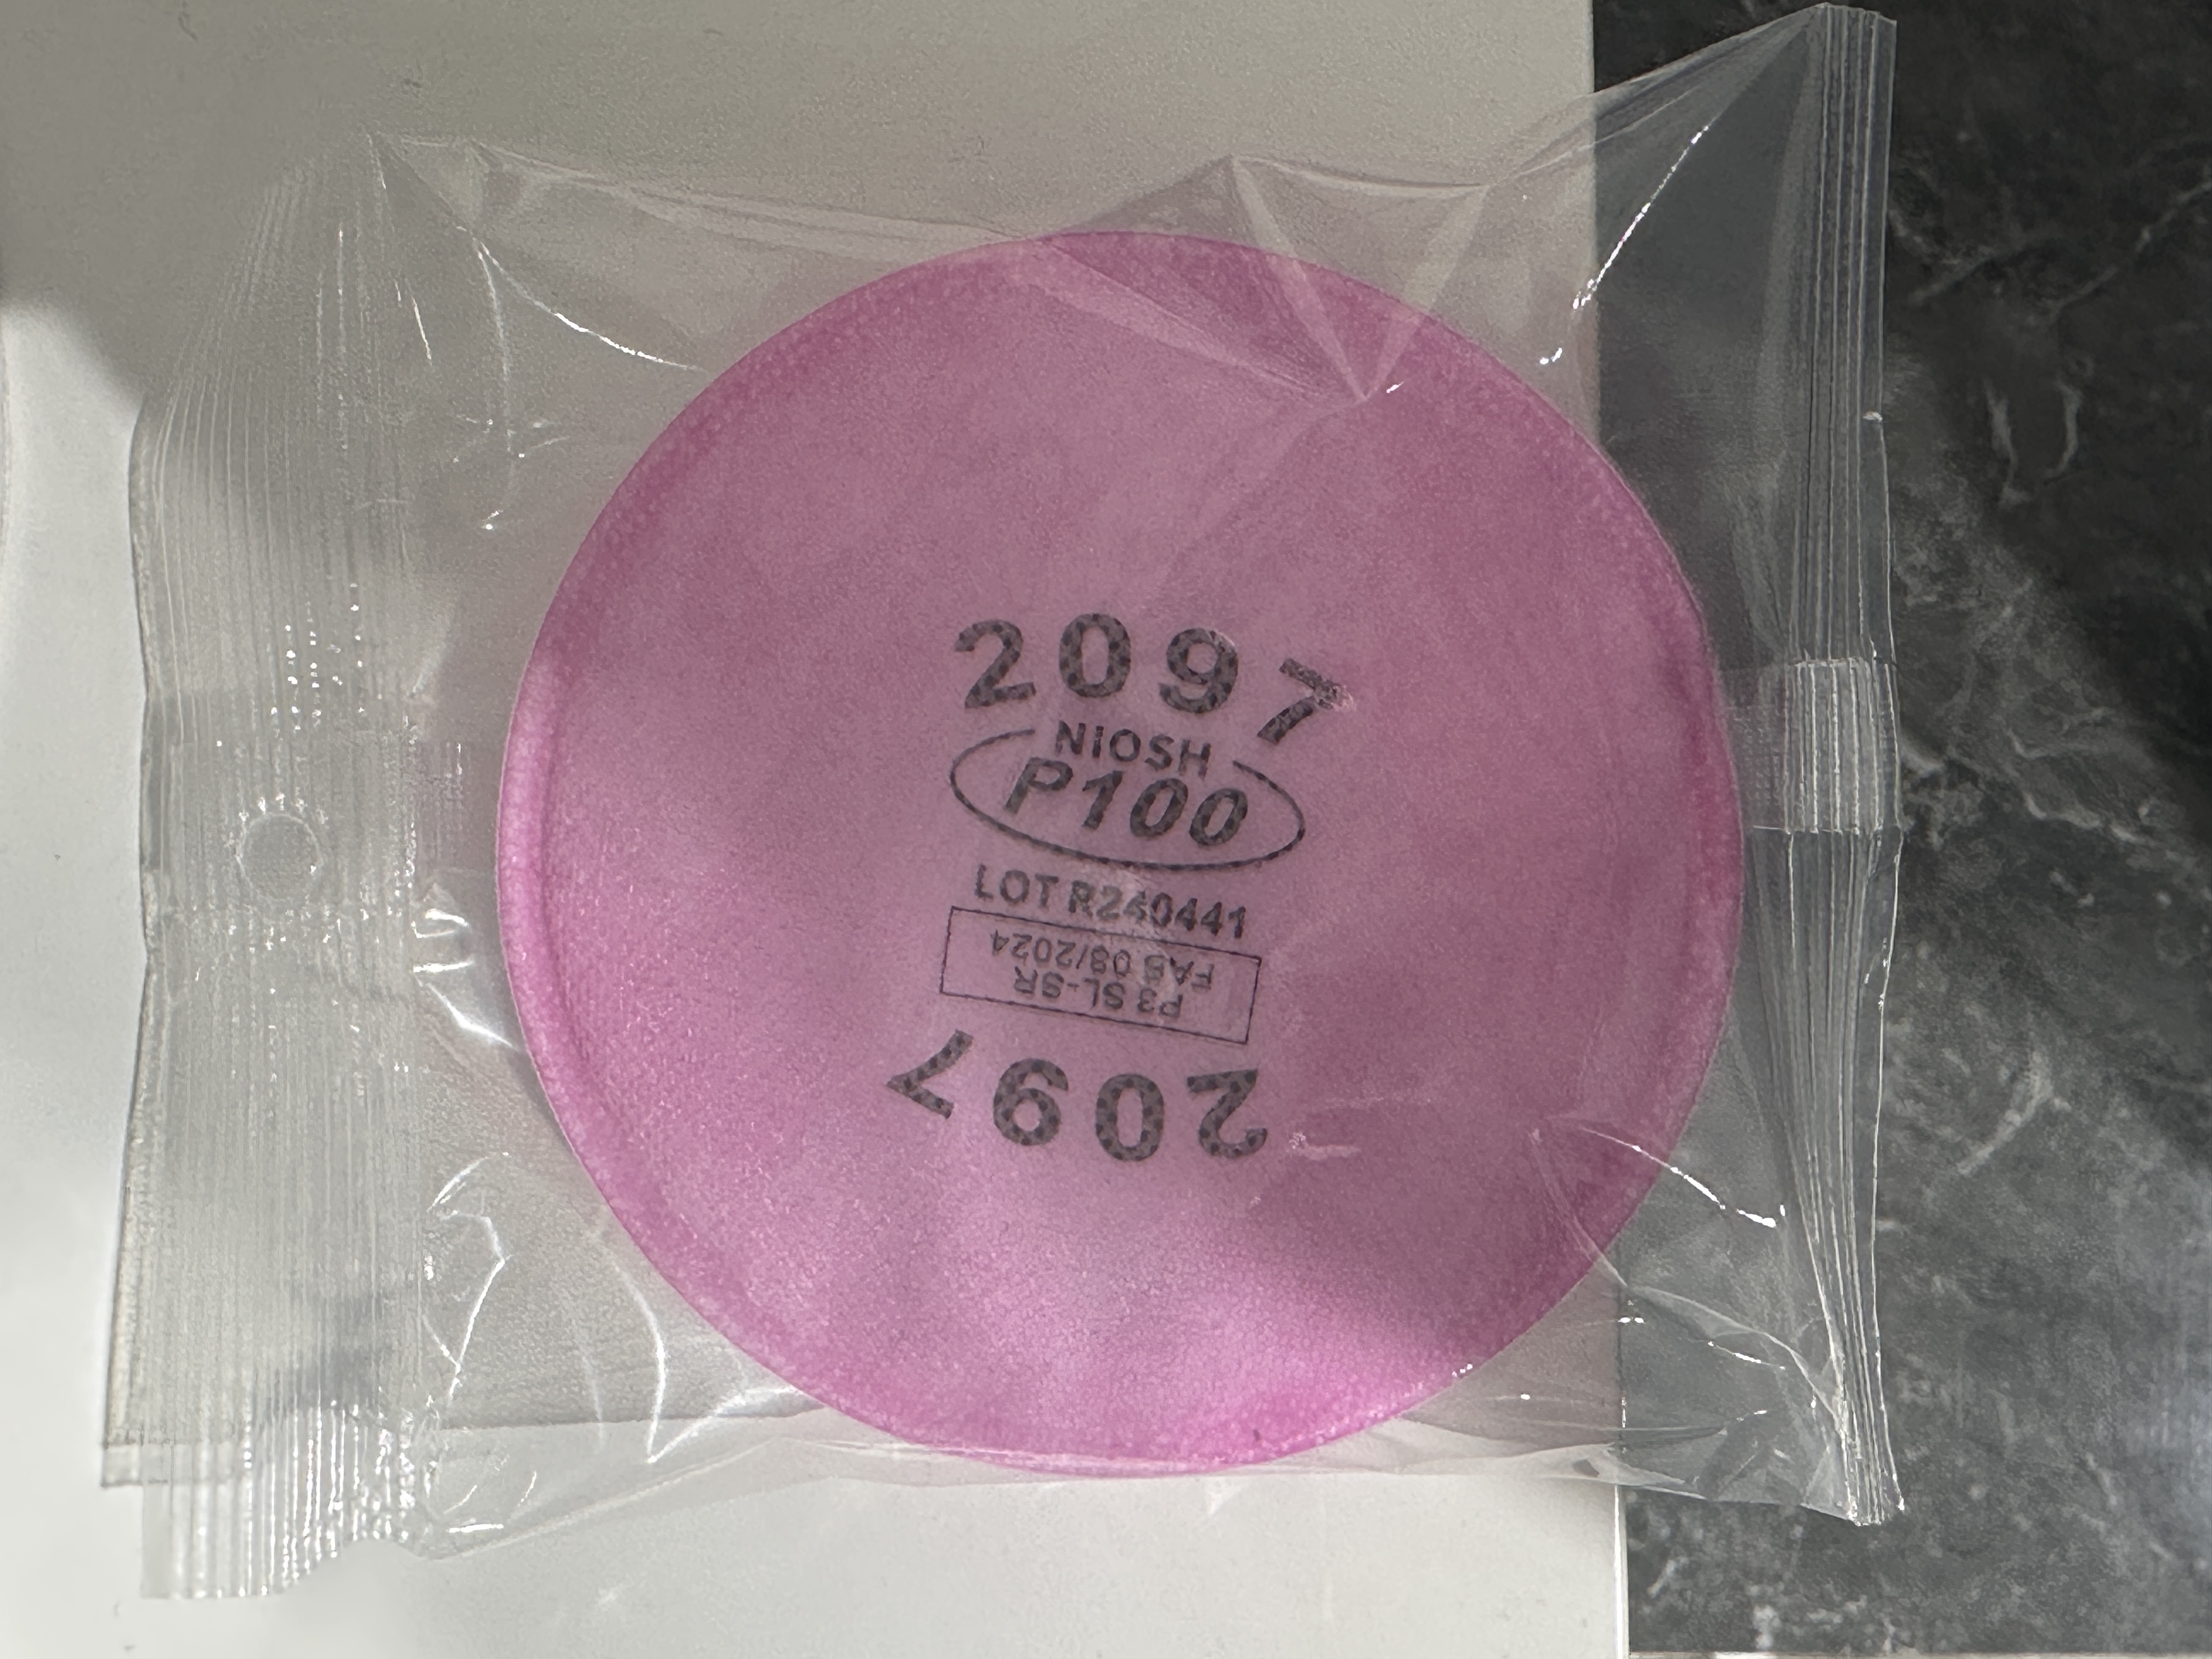 2097
NIOSH
P100
LOT R240441
P3 SL-SR
FAB 08/2024
2097